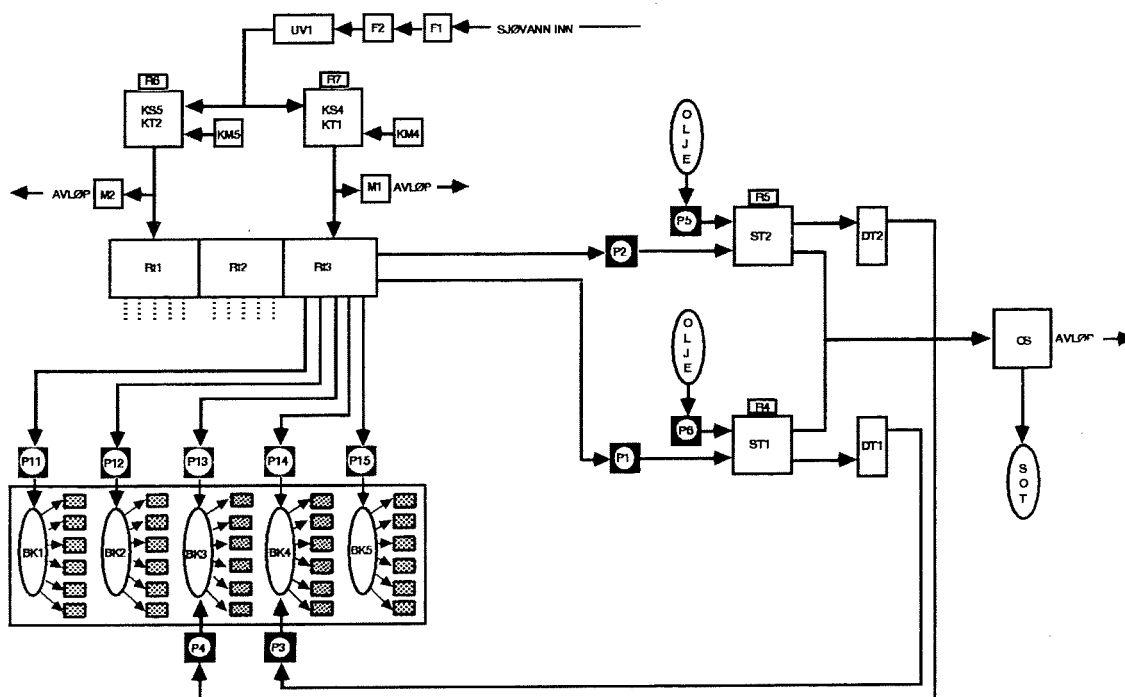 UV1
F2
F1
SJØVANN INN
R6
R7
KS5
KT2
KM5
KS4
KT1
KM4
AVLØP
M2
M1
AVLØP
OLJE
P5
R5
ST2
DT2
P2
Rt1
Rt2
Rt3
OLJE
P6
R4
ST1
DT1
P1
OS
AVLØP
SOT
P11
P12
P13
P14
P15
BK1
BK2
BK3
BK4
BK5
P4
P3